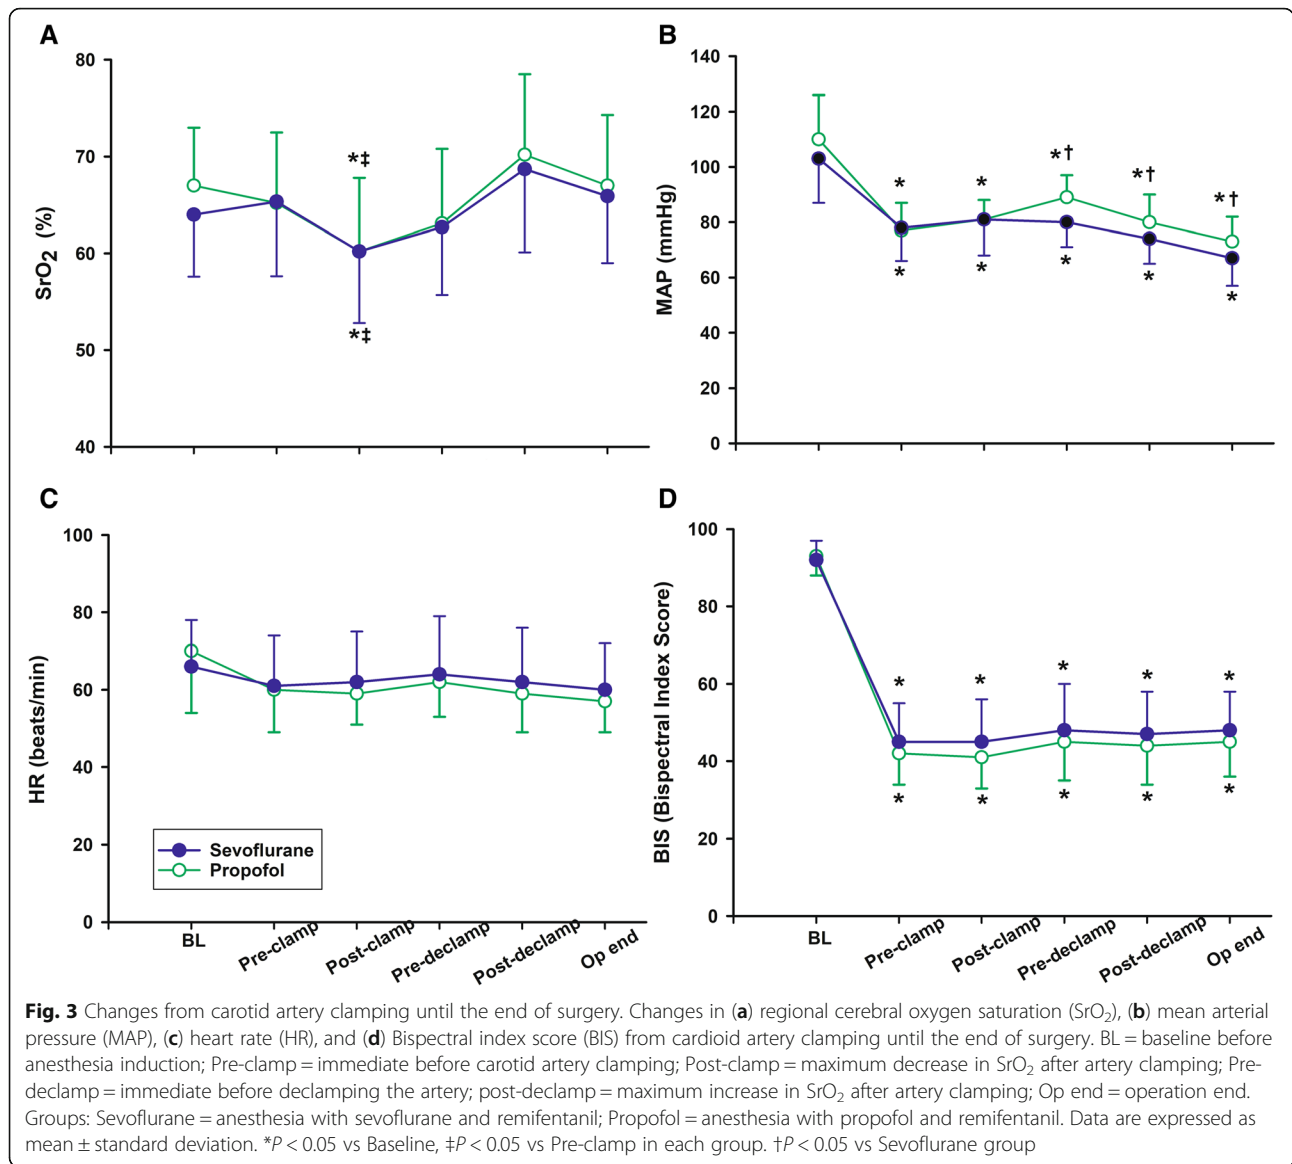 A
80
70
60
50
40
SrO2 (%)
*‡
*‡
B
140
120
100
80
60
40
20
0
MAP (mmHg)
* * *† *† *†
* * * * *
C
100
80
60
40
20
0
HR (beats/min)
Sevoflurane
Propofol
BL Pre-clamp Post-clamp Pre-declamp Post-declamp Op end
D
100
80
60
40
20
0
BIS (Bispectral Index Score)
* * * * *
* * * * *
BL Pre-clamp Post-clamp Pre-declamp Post-declamp Op end
Fig. 3 Changes from carotid artery clamping until the end of surgery. Changes in (a) regional cerebral oxygen saturation (SrO2), (b) mean arterial
pressure (MAP), (c) heart rate (HR), and (d) Bispectral index score (BIS) from cardioid artery clamping until the end of surgery. BL = baseline before
anesthesia induction; Pre-clamp = immediate before carotid artery clamping; Post-clamp = maximum decrease in SrO2 after artery clamping; Pre-
declamp = immediate before declamping the artery; post-declamp = maximum increase in SrO2 after artery clamping; Op end = operation end.
Groups: Sevoflurane = anesthesia with sevoflurane and remifentanil; Propofol = anesthesia with propofol and remifentanil. Data are expressed as
mean ± standard deviation. *P < 0.05 vs Baseline, ‡P < 0.05 vs Pre-clamp in each group. †P < 0.05 vs Sevoflurane group